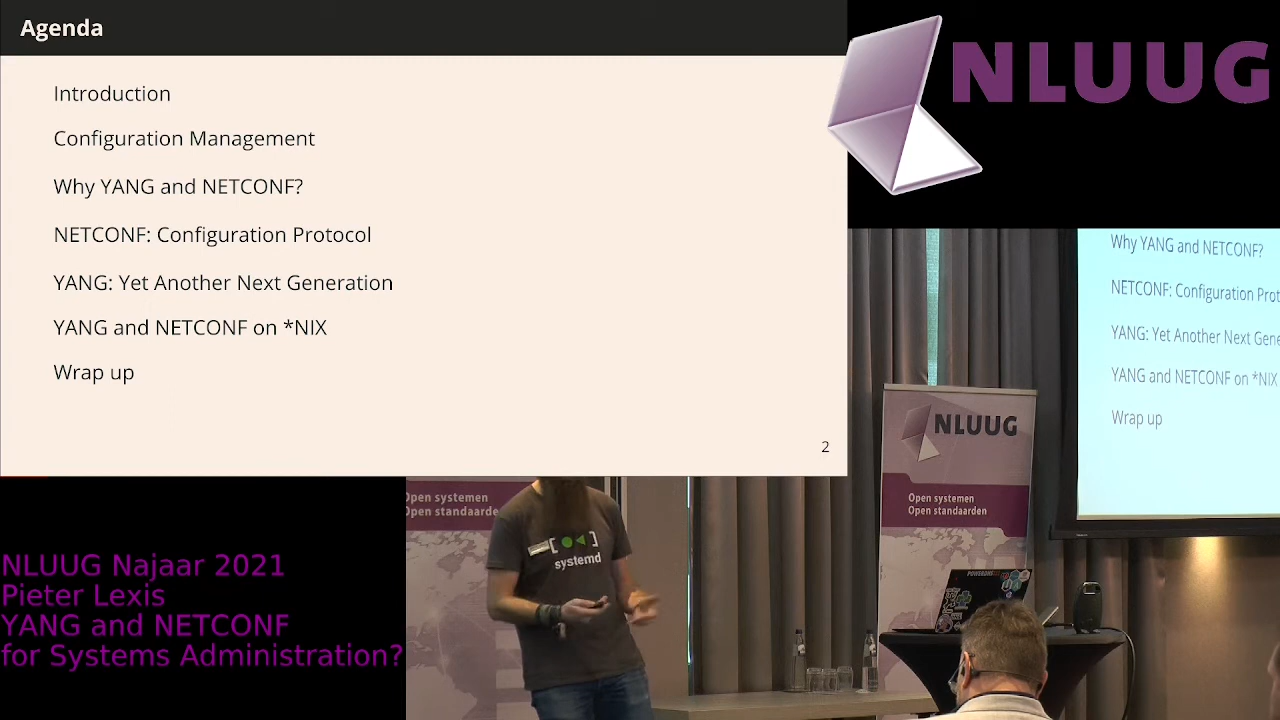 Agenda
Introduction
Configuration Management
Why YANG and NETCONF?
NETCONF: Configuration Protocol
YANG: Yet Another Next Generation
YANG and NETCONF on *NIX
Wrap up
2
NLUUG
Why YANG and NETCONF?
NETCONF: Configuration Prot
YANG: Yet Another Next Gene
YANG and NETCONF on *NIX
Wrap up
NLUUG
Open systemen
Open standaarden
Open systemen
Open standaarde
[ ]
systemd
NLUUG Najaar 2021
Pieter Lexis
YANG and NETCONF
for Systems Administration?